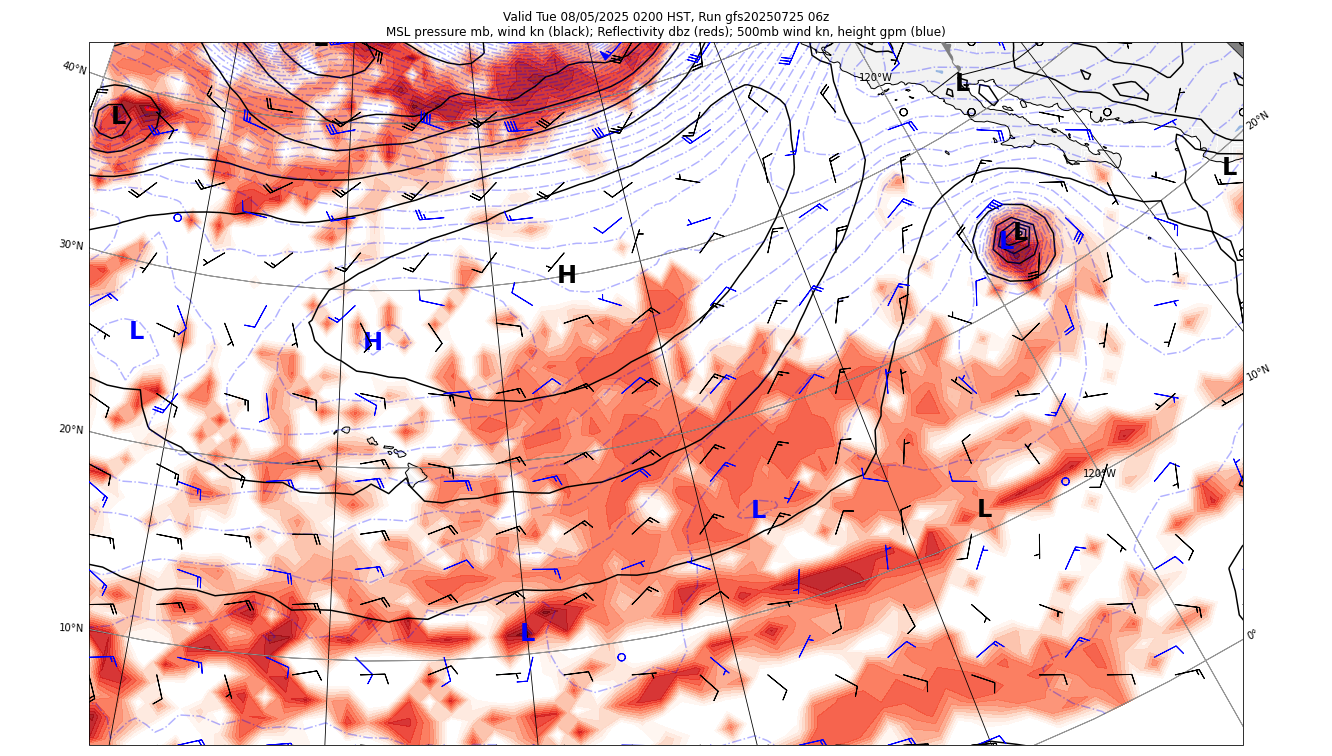 Valid Tue 08/05/2025 0200 HST, Run gfs20250725 06z
MSL pressure mb, wind kn (black); Reflectivity dbz (reds); 500mb wind kn, height gpm (blue)
L
40°N
120°W
L
L
20°N
L
L
L
30°N
H
L
H
10°N
20°N
120°W
L
L
10°N
L
0°